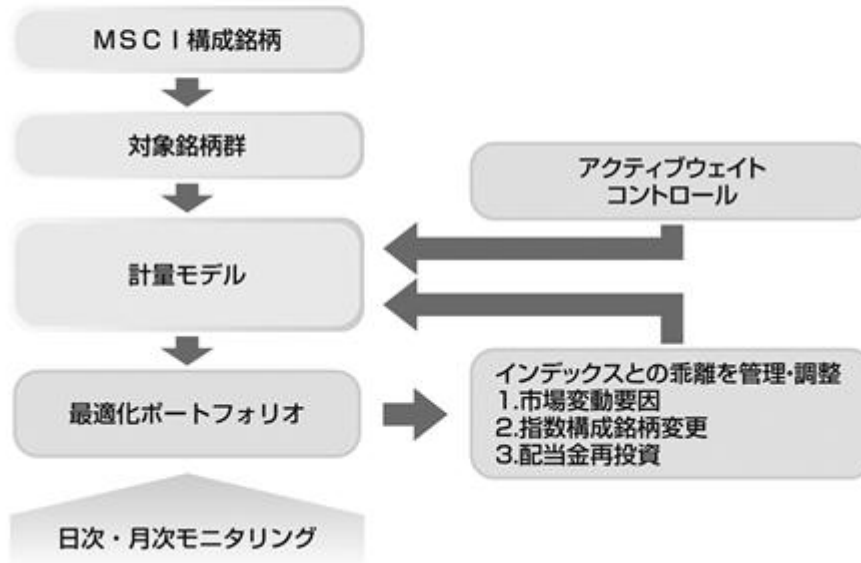 MSCI構成銘柄
対象銘柄群
計量モデル
最適化ポートフォリオ
日次・月次モニタリング
アクティブウェイト
コントロール
インデックスとの乖離を管理・調整
1.市場変動要因
2.指数構成銘柄変更
3.配当金再投資